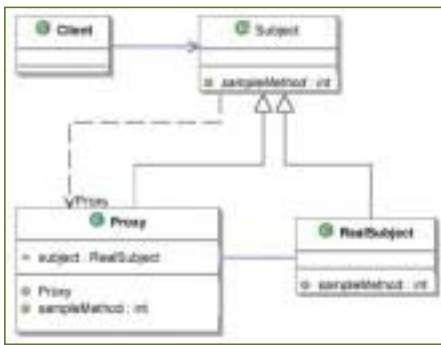 Client
Subject
sampleMethod : int
Proxy
Proxy
subject : RealSubject
Proxy
sampleMethod : int
RealSubject
sampleMethod : int